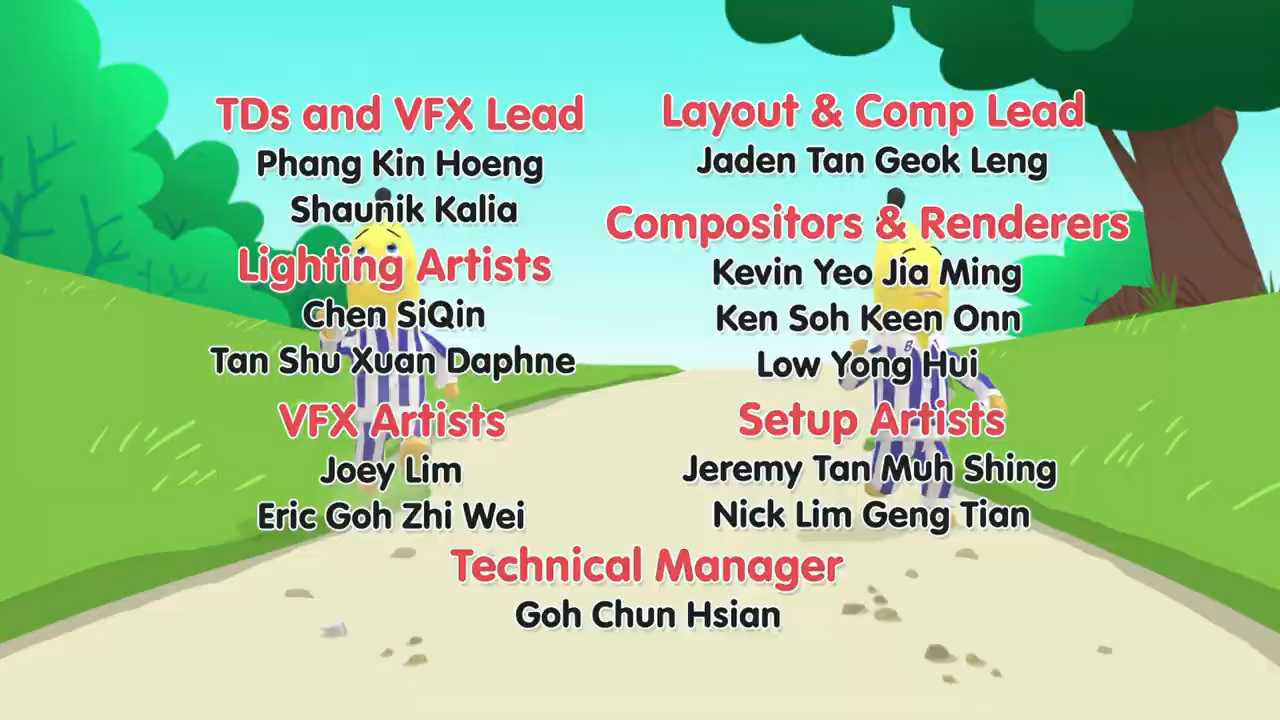 TDs and VFX Lead
Phang Kin Hoeng
Shaunik Kalia
Lighting Artists
Chen SiQin
Tan Shu Xuan Daphne
VFX Artists
Joey Lim
Eric Goh Zhi Wei
Layout & Comp Lead
Jaden Tan Geok Leng
Compositors & Renderers
Kevin Yeo Jia Ming
Ken Soh Keen Onn
Low Yong Hui
Setup Artists
Jeremy Tan Muh Shing
Nick Lim Geng Tian
Technical Manager
Goh Chun Hsian